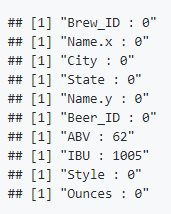 ## [1] "Brew_ID : 0"
## [1] "Name.x : 0"
## [1] "City : 0"
## [1] "State : 0"
## [1] "Name.y : 0"
## [1] "Beer_ID : 0"
## [1] "ABV : 62"
## [1] "IBU : 1005"
## [1] "Style : 0"
## [1] "Ounces : 0"